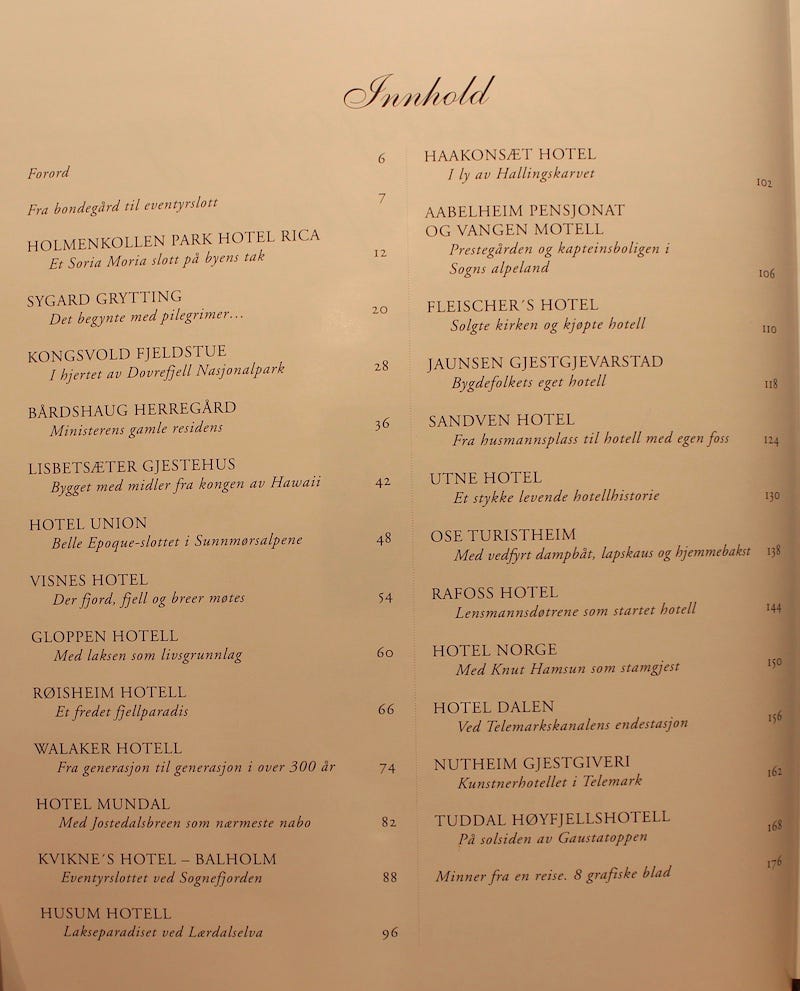 Innhold
Forord 6
Fra bondegård til eventyrslott 7
HOLMENKOLLEN PARK HOTEL RICA
Et Soria Moria slott på byens tak 12
SYGARD GRYTTING
Det begynte med pilegrimer... 20
KONGSVOLD FJELDSTUE
I hjertet av Dovrefjell Nasjonalpark 28
BÅRDSHAUG HERREGÅRD
Ministerens gamle residens 36
LISBETSÆTER GJESTEHUS
Bygget med midler fra kongen av Hawaii 42
HOTEL UNION
Belle Epoque-slottet i Sunnmørsalpene 48
VISNES HOTEL
Der fjord, fjell og breer møtes 54
GLOPPEN HOTELL
Med laksen som livsgrunnlag 60
RØISHEIM HOTELL
Et fredet fjellparadis 66
WALAKER HOTELL
Fra generasjon til generasjon i over 300 år 74
HOTEL MUNDAL
Med Jostedalsbreen som nærmeste nabo 82
KVIKNE´S HOTEL – BALHOLM
Eventyrslottet ved Sognefjorden 88
HUSUM HOTELL
Lakseparadiset ved Lærdalselva 96
HAAKONSÆT HOTEL
I ly av Hallingskarvet 102
AABELHEIM PENSJONAT
OG VANGEN MOTELL
Prestegården og kapteinsboligen i
Sogns alpeland 106
FLEISCHER´S HOTEL
Solgte kirken og kjøpte hotell 110
JAUNSEN GJESTGJEVARSTAD
Bygdefolkets eget hotell 118
SANDVEN HOTEL
Fra husmannsplass til hotell med egen foss 124
UTNE HOTEL
Et stykke levende hotellhistorie 130
OSE TURISTHEIM
Med vedfyrt dampbåt, lapskaus og hjemmebakst 138
RAFOSS HOTEL
Lensmannsdøtrene som startet hotell 144
HOTEL NORGE
Med Knut Hamsun som stamgjest 150
HOTEL DALEN
Ved Telemarkskanalens endestasjon 156
NUTHEIM GJESTGIVERI
Kunstnerhotellet i Telemark 162
TUDDAL HØYFJELLSHOTELL
På solsiden av Gaustatoppen 168
Minner fra en reise. 8 grafiske blad 176